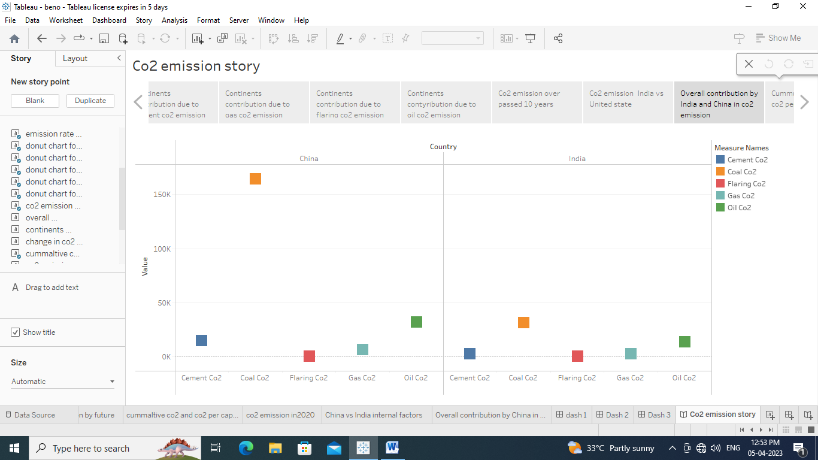 Tableau - beno - Tableau license expires in 5 days
File Data Worksheet Dashboard Story Analysis Format Server Window Help
Show Me
Story Layout
New story point
Blank Duplicate
emission rate ...
donut chart fo...
donut chart fo...
donut chart fo...
donut chart fo...
donut chart fo...
co2 emission ...
overall ...
continents ...
change in co2 ...
cummaltive c...
A Drag to add text
Show title
Size
Automatic
Co2 emission story
Continents contribution due to gas co2 emission
Continents contribution due to flaring co2 emission
Continents contyribution due to oil co2 emission
Co2 emission over passed 10 years
Co2 emission India vs United state
Overall contribution by India and China in co2 emission
Country
China India
Value
150K
100K
50K
0K
Cement Co2 Coal Co2 Flaring Co2 Gas Co2 Oil Co2 Cement Co2 Coal Co2 Flaring Co2 Gas Co2 Oil Co2
Measure Names
Cement Co2
Coal Co2
Flaring Co2
Gas Co2
Oil Co2
Data Source n by future cummaltive co2 and co2 per cap... co2 emission in2020 China vs India internal factors Overall contribution by China in ... dash 1 Dash 2 Dash 3 Co2 emission story
Type here to search
33°C Partly sunny
ENG
12:53 PM
05-04-2023